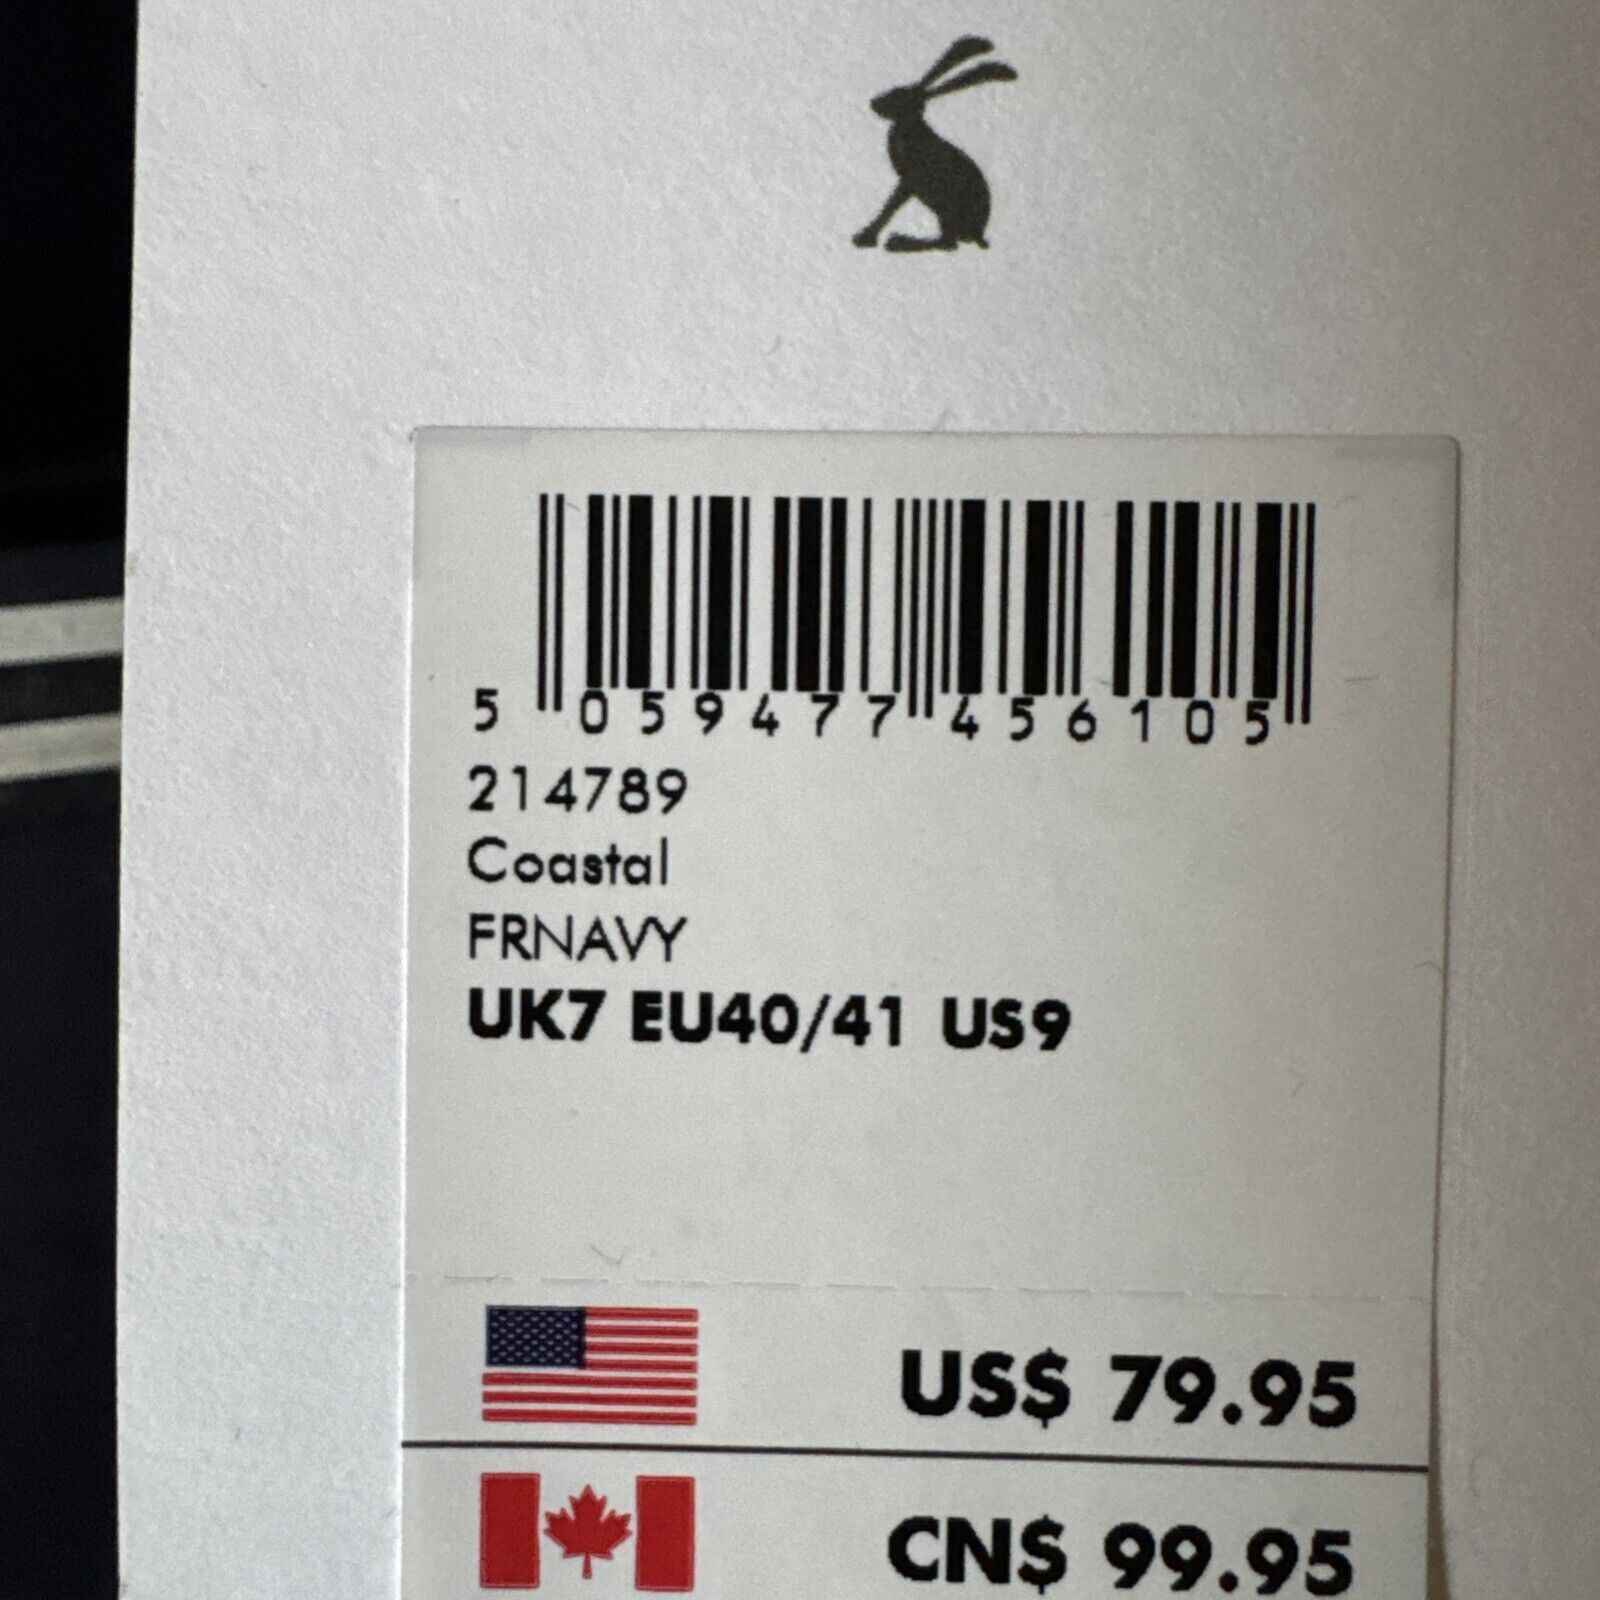 5 059477 456105
214789
Coastal
FRNAVY
UK7 EU40/41 US9
US$ 79.95
CN$ 99.95